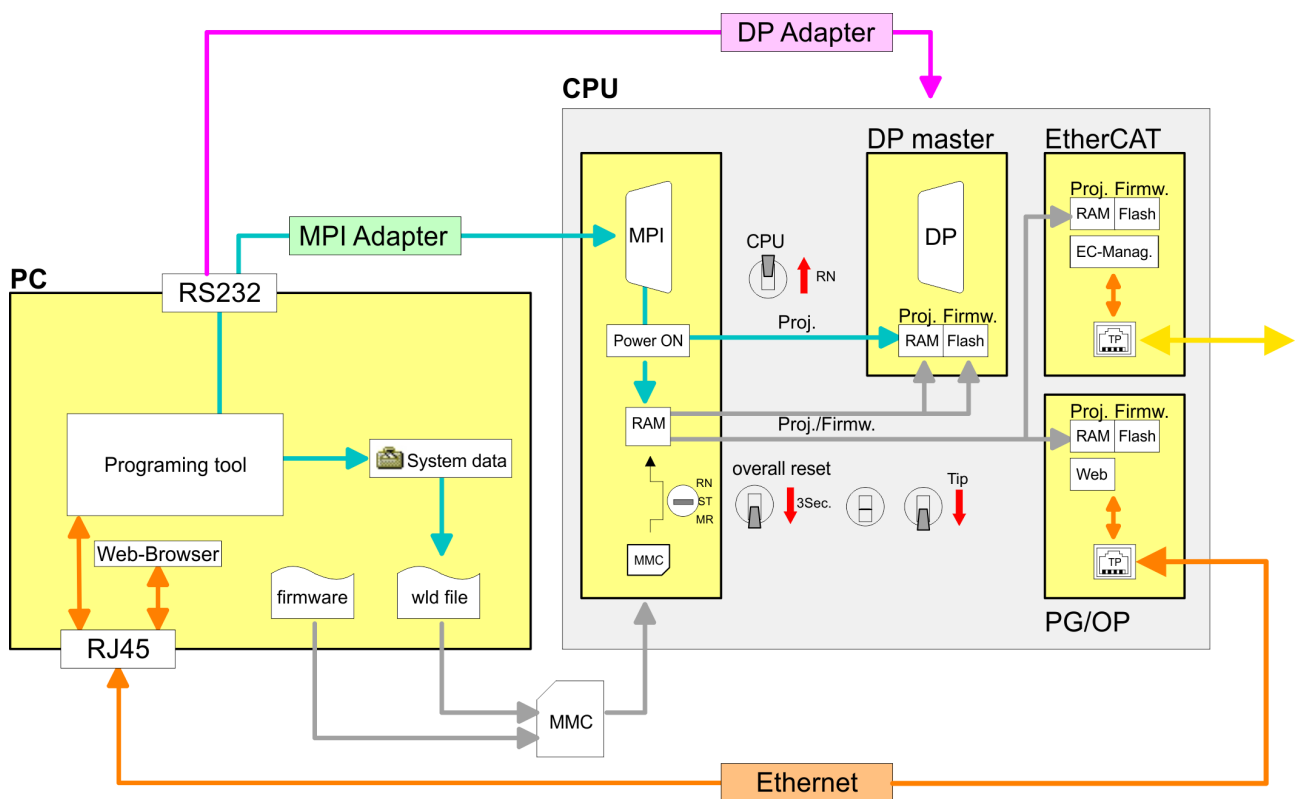 DP Adapter
CPU
DP master
EtherCAT
MPI
DP
Proj. Firmw.
RAM Flash
EC-Manag.
TP
CPU
RN
MPI Adapter
PC
RS232
Proj.
Proj. Firmw.
RAM Flash
Power ON
RAM
Proj./Firmw.
Proj. Firmw.
RAM Flash
Web
TP
PG/OP
Programing tool
System data
overall reset
3Sec.
Tip
RN
ST
MR
MMC
Web-Browser
firmware
wld file
RJ45
MMC
Ethernet